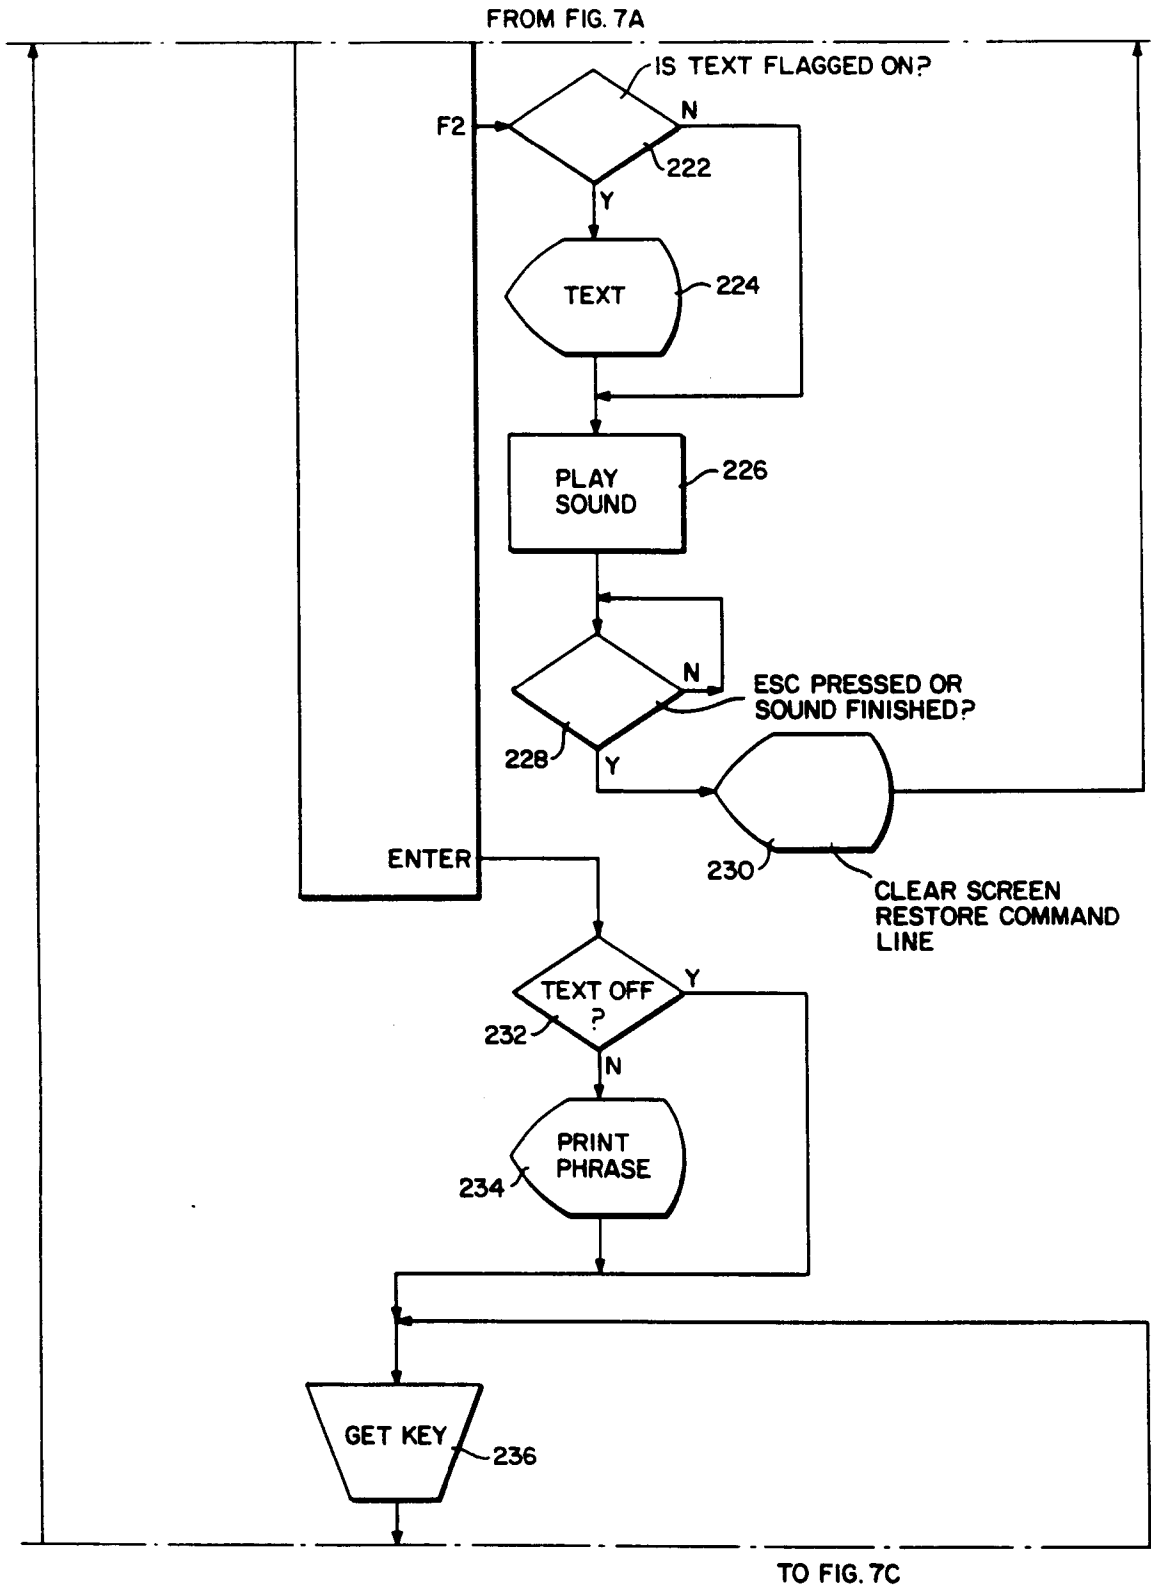 FROM FIG. 7A
IS TEXT FLAGGED ON?
F2
N
222
Y
TEXT
224
PLAY
SOUND
226
N
ESC PRESSED OR
SOUND FINISHED?
228
Y
230
ENTER
CLEAR SCREEN
RESTORE COMMAND
LINE
TEXT OFF
?
Y
232
N
PRINT
PHRASE
234
GET KEY
236
TO FIG. 7C